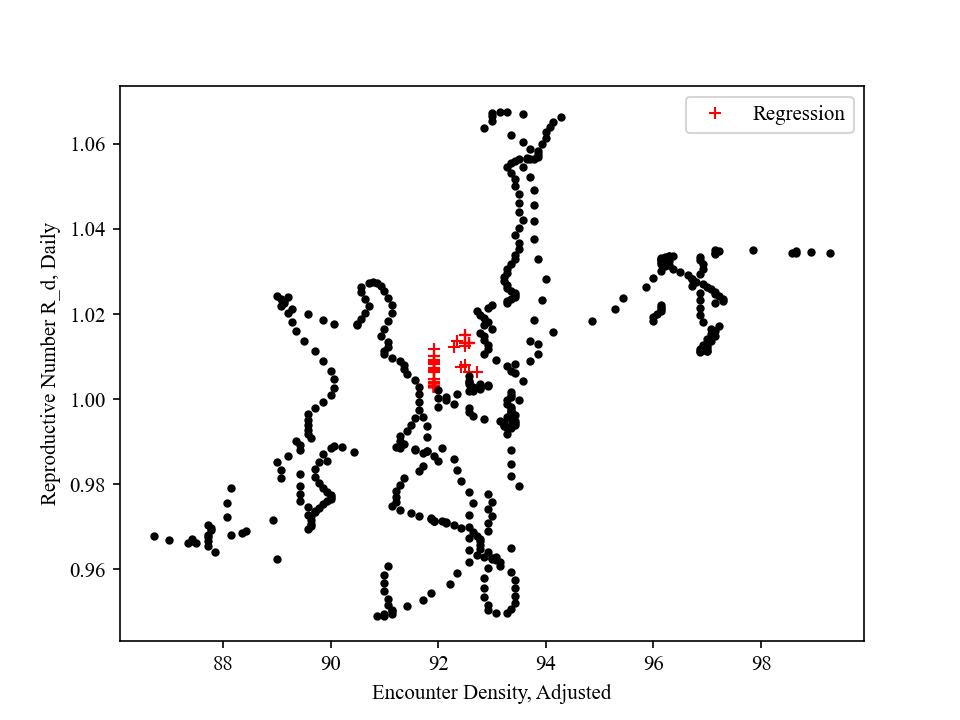 Regression
1.06
1.04
1.02
1.00
0.98
0.96
Reproductive Number R_d, Daily
88 90 92 94 96 98
Encounter Density, Adjusted